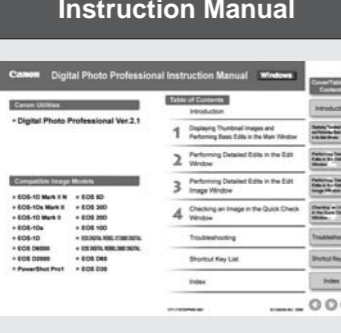 Instruction Manual
Canon Digital Photo Professional Instruction Manual Windows
Canon Utilities
• Digital Photo Professional Ver.2.1
Compatible Image Models
• EOS-1D Mark II N • EOS 5D
• EOS-1Ds Mark II • EOS 30D
• EOS-1D Mark II • EOS 20D
• EOS-1Ds
• EOS 10D
• EOS-1D
• EOS D6000
• EOS D2000 • EOS D60
• PowerShot Pro1 • EOS D30
Table of Contents
Introduction
1 Displaying Thumbnail Images and
Performing Basic Edits in the Main Window
2 Performing Detailed Edits in the Edit
Window
3 Performing Detailed Edits in the Edit
Image Window
4 Checking an Image in the Quick Check
Window
Troubleshooting
Shortcut Key List
Index
Introduct
Troubleshoot
Shortcut Key
Index